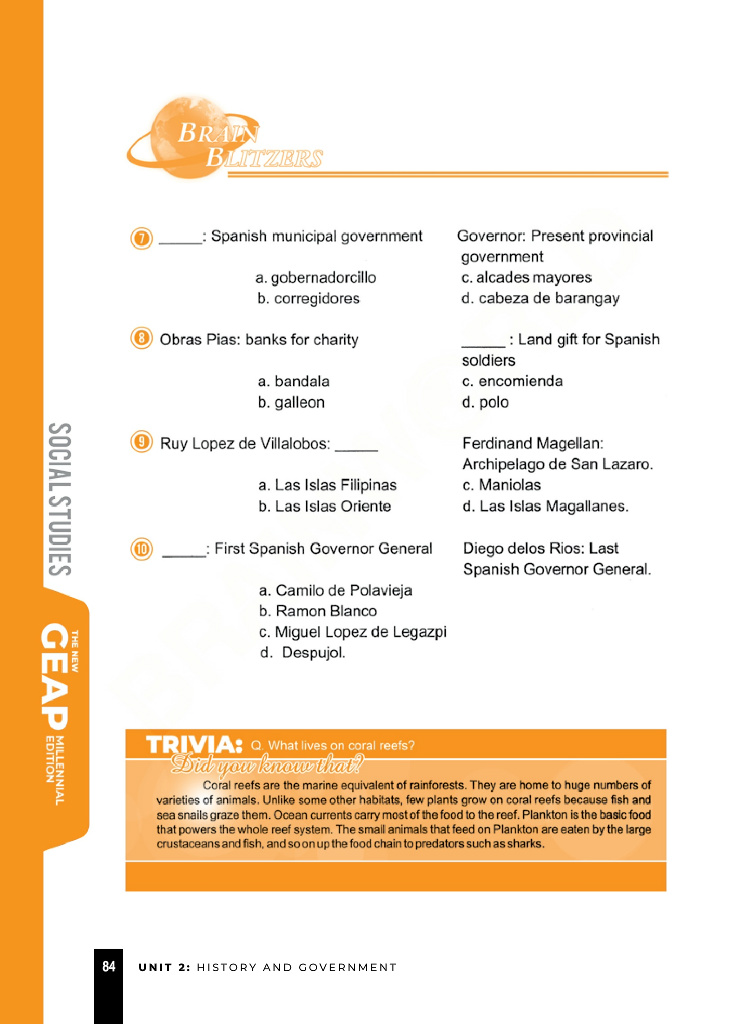 BRAIN
BLITZERS
7 _____: Spanish municipal government
Governor: Present provincial
government
a. gobernadorcillo
c. alcades mayores
b. corregidores
d. cabeza de barangay
8 Obras Pias: banks for charity
_____ : Land gift for Spanish
soldiers
a. bandala
c. encomienda
b. galleon
d. polo
9 Ruy Lopez de Villalobos: _____
Ferdinand Magellan:
Archipelago de San Lazaro.
a. Las Islas Filipinas
c. Maniolas
b. Las Islas Oriente
d. Las Islas Magallanes.
10 _____: First Spanish Governor General
Diego delos Rios: Last
Spanish Governor General.
a. Camilo de Polavieja
b. Ramon Blanco
c. Miguel Lopez de Legazpi
d. Despujol.
SOCIAL STUDIES
THE NEW
GEAP
MILLENNIAL
EDITION
TRIVIA: Q. What lives on coral reefs?
Did you know that?
Coral reefs are the marine equivalent of rainforests. They are home to huge numbers of
varieties of animals. Unlike some other habitats, few plants grow on coral reefs because fish and
sea snails graze them. Ocean currents carry most of the food to the reef. Plankton is the basic food
that powers the whole reef system. The small animals that feed on Plankton are eaten by the large
crustaceans and fish, and so on up the food chain to predators such as sharks.
84 UNIT 2: HISTORY AND GOVERNMENT